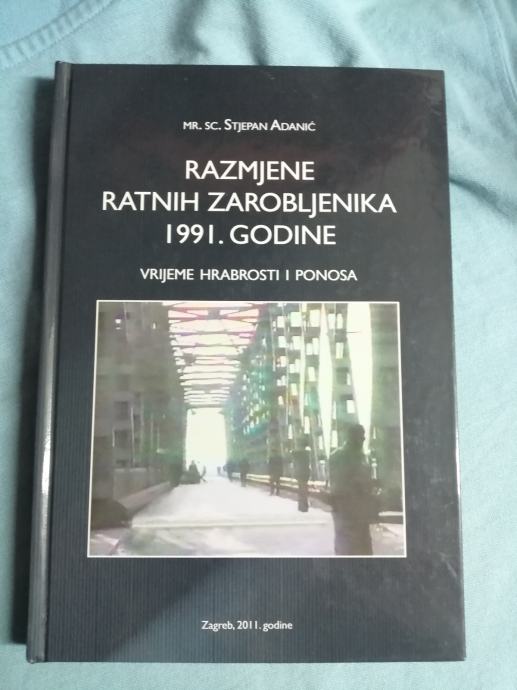 MR. SC. STJEPAN ADANIĆ
RAZMJENE
RATNIH ZAROBLJENIKA
1991. GODINE
VRIJEME HRABROSTI I PONOSA
Zagreb, 2011. godine